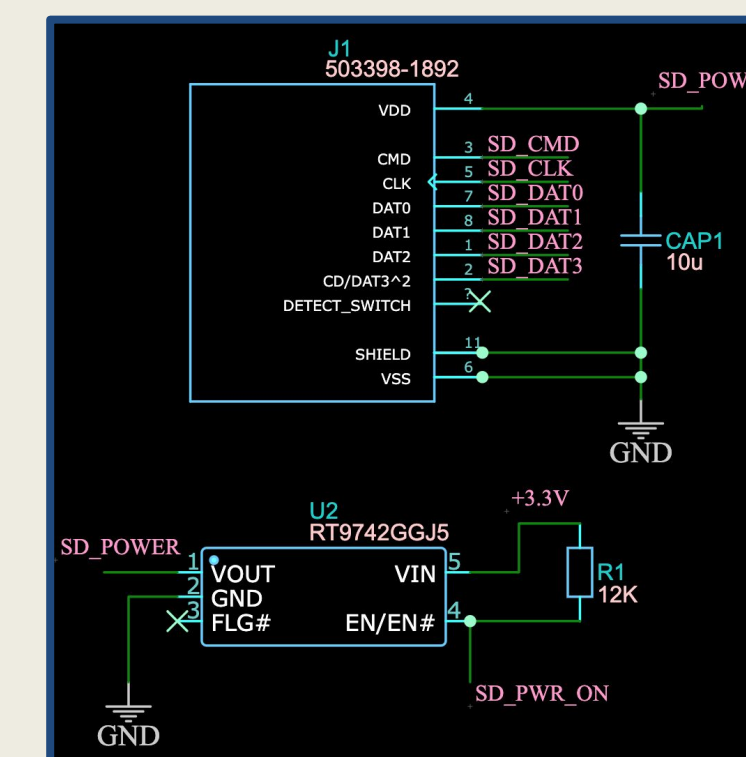 J1
503398-1892
SD_POW
VDD 4
CMD 3 SD_CMD
CLK 5 SD_CLK
DAT0 7 SD_DAT0
DAT1 8 SD_DAT1
DAT2 1 SD_DAT2
CD/DAT3^2 2 SD_DAT3
DETECT_SWITCH
CAP1
10u
SHIELD 11
VSS 6
GND
U2
RT9742GGJ5
+3.3V
SD_POWER
1 VOUT VIN 5
2 GND
3 FLG# EN/EN# 4
R1
12K
SD_PWR_ON
GND